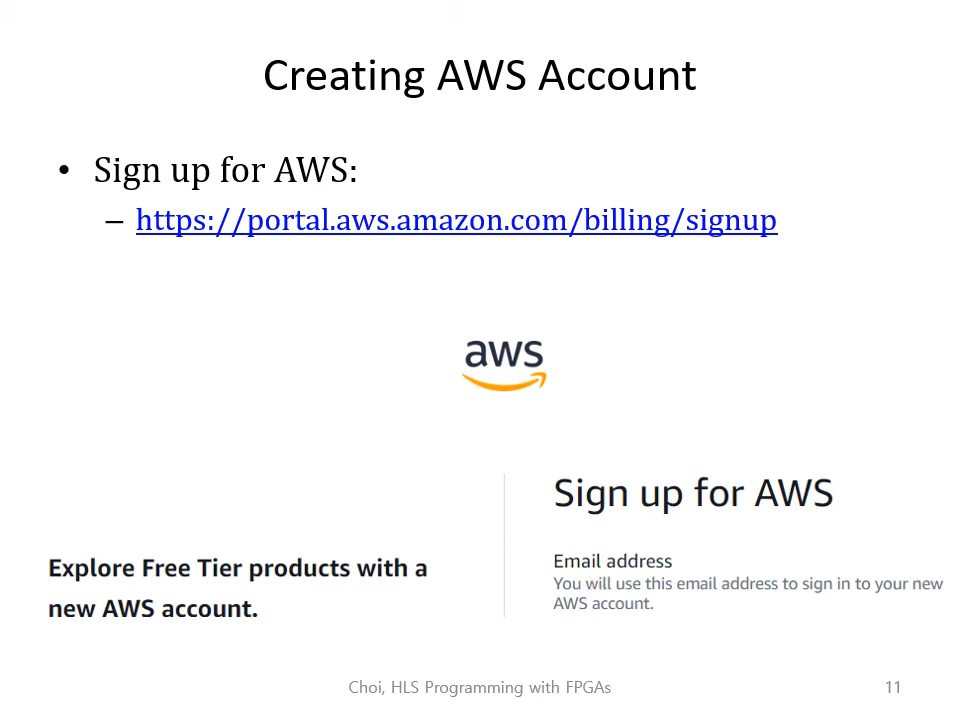 Creating AWS Account
• Sign up for AWS:
– https://portal.aws.amazon.com/billing/signup
aws
Explore Free Tier products with a
new AWS account.
Sign up for AWS
Email address
You will use this email address to sign in to your new
AWS account.
Choi, HLS Programming with FPGAs
11